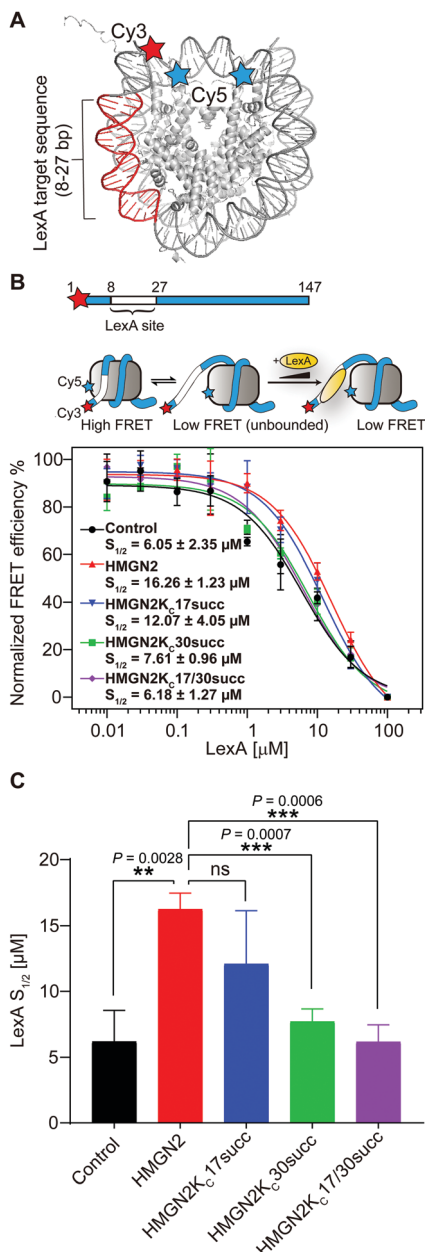 A
Cy3
Cy5
LexA target sequence
(8-27 bp)
B
1 8 27 147
LexA site
+ LexA
Cy5
Cy3
High FRET Low FRET (unbounded) Low FRET
Normalized FRET efficiency %
100
80
60
40
20
0
Control
S1/2 = 6.05 ± 2.35 µM
HMGN2
S1/2 = 16.26 ± 1.23 µM
HMGN2KC17succ
S1/2 = 12.07 ± 4.05 µM
HMGN2KC30succ
S1/2 = 7.61 ± 0.96 µM
HMGN2KC17/30succ
S1/2 = 6.18 ± 1.27 µM
0.01 0.1 1 10 100
LexA [µM]
C
P = 0.0006
***
P = 0.0007
***
P = 0.0028
**
ns
LexA S1/2 [µM]
20
15
10
5
0
Control
HMGN2
HMGN2KC17succ
HMGN2KC30succ
HMGN2KC17/30succ